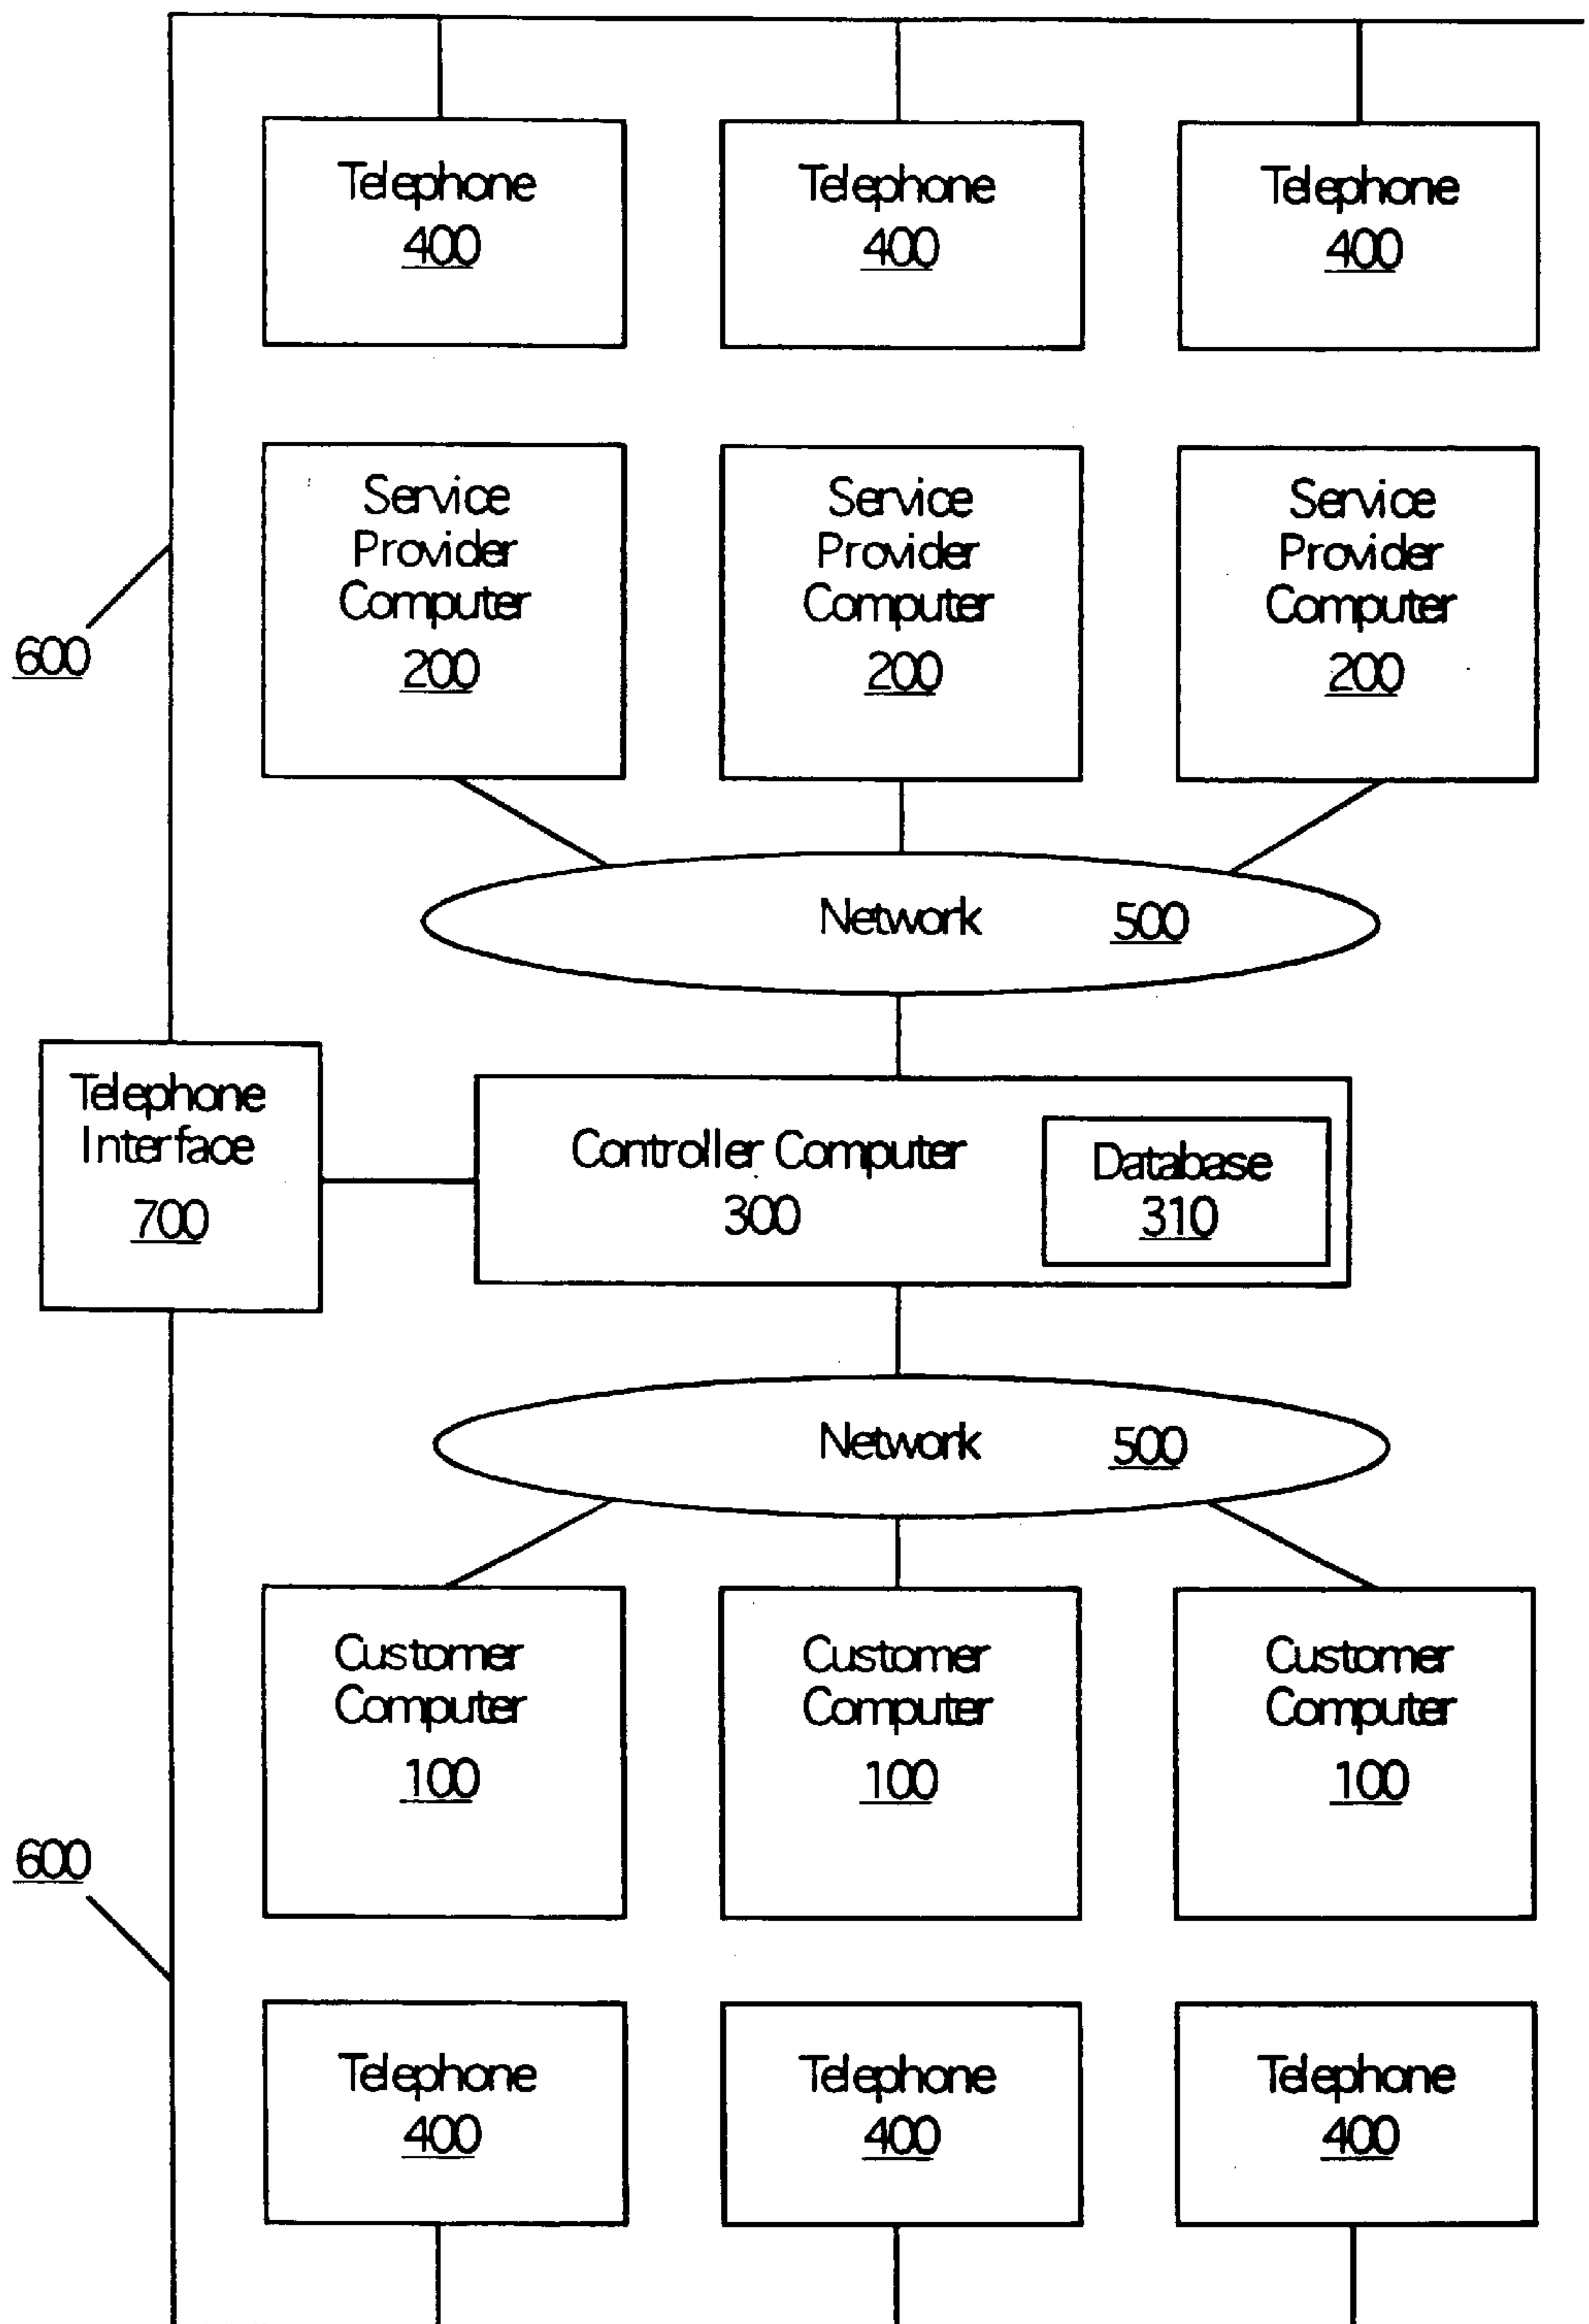 Telephone
400
Telephone
400
Telephone
400
Service
Provider
Computer
200
Service
Provider
Computer
200
Service
Provider
Computer
200
600
Network 500
Telephone
Interface
700
Controller Computer
300
Database
310
Network 500
Customer
Computer
100
Customer
Computer
100
Customer
Computer
100
600
Telephone
400
Telephone
400
Telephone
400